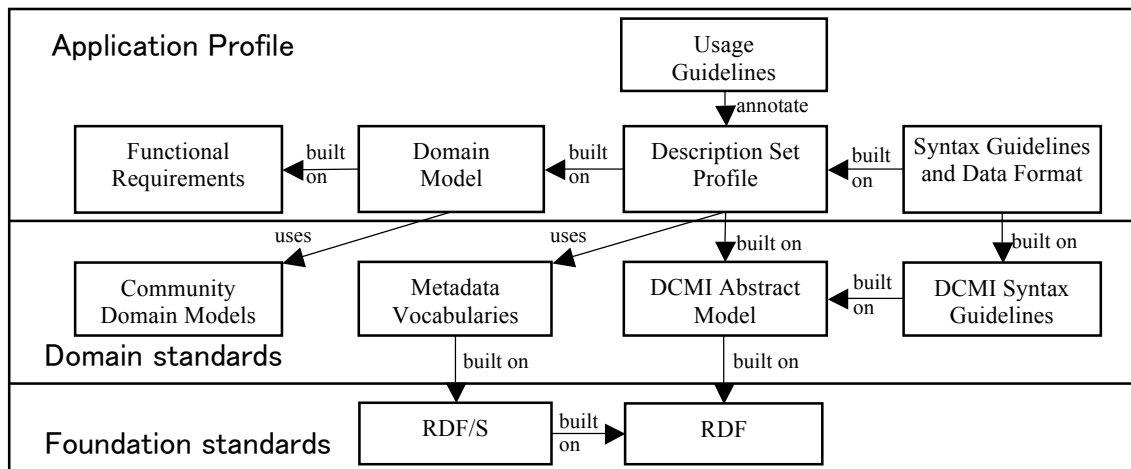 Application Profile
Usage
Guidelines
annotate
Functional
Requirements
built
on
Domain
Model
built
on
Description Set
Profile
built
on
Syntax Guidelines
and Data Format
uses
uses
built on
built on
Community
Domain Models
Metadata
Vocabularies
DCMI Abstract
Model
built
on
DCMI Syntax
Guidelines
Domain standards
built on
built on
Foundation standards
RDF/S
built
on
RDF